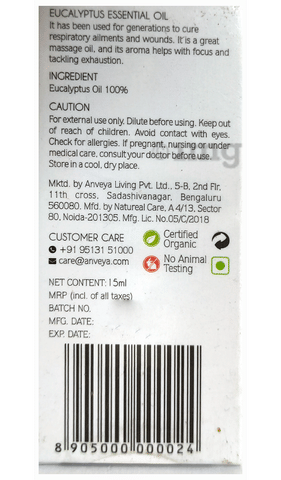 EUCALYPTUS ESSENTIAL OIL
It has been used for generations to cure
respiratory ailments and wounds. It is a great
massage oil, and its aroma helps with focus and
tackling exhaustion.
INGREDIENT
Eucalyptus Oil 100%
CAUTION
For external use only. Dilute before using. Keep out
of reach of children. Avoid contact with eyes.
Check for allergies. If pregnant, nursing or under
medical care, consult your doctor before use.
Store in a cool, dry place.
Mktd. by Anveya Living Pvt. Ltd., 5-B, 2nd Flr,
11th cross, Sadashivanagar, Bengaluru
560080. Mfd. by Natureal Care, A 4/13, Sector
80, Noida-201305. Mfg. Lic. No.05/C/2018
CUSTOMER CARE
+91 95131 51000
care@anveya.com
Certified
Organic
No Animal
Testing
NET CONTENT: 15ml
MRP (incl. of all taxes)
BATCH NO.
MFG. DATE:
EXP. DATE:
8 905000 000024